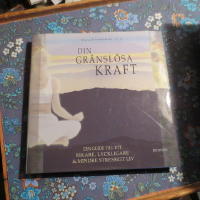 DIN
GRÄNSLÖSA
KRAFT
DIN GUIDE TILL ETT
RIKARE, LYCKLIGARE
& MINDRE STRESSIGT LIV